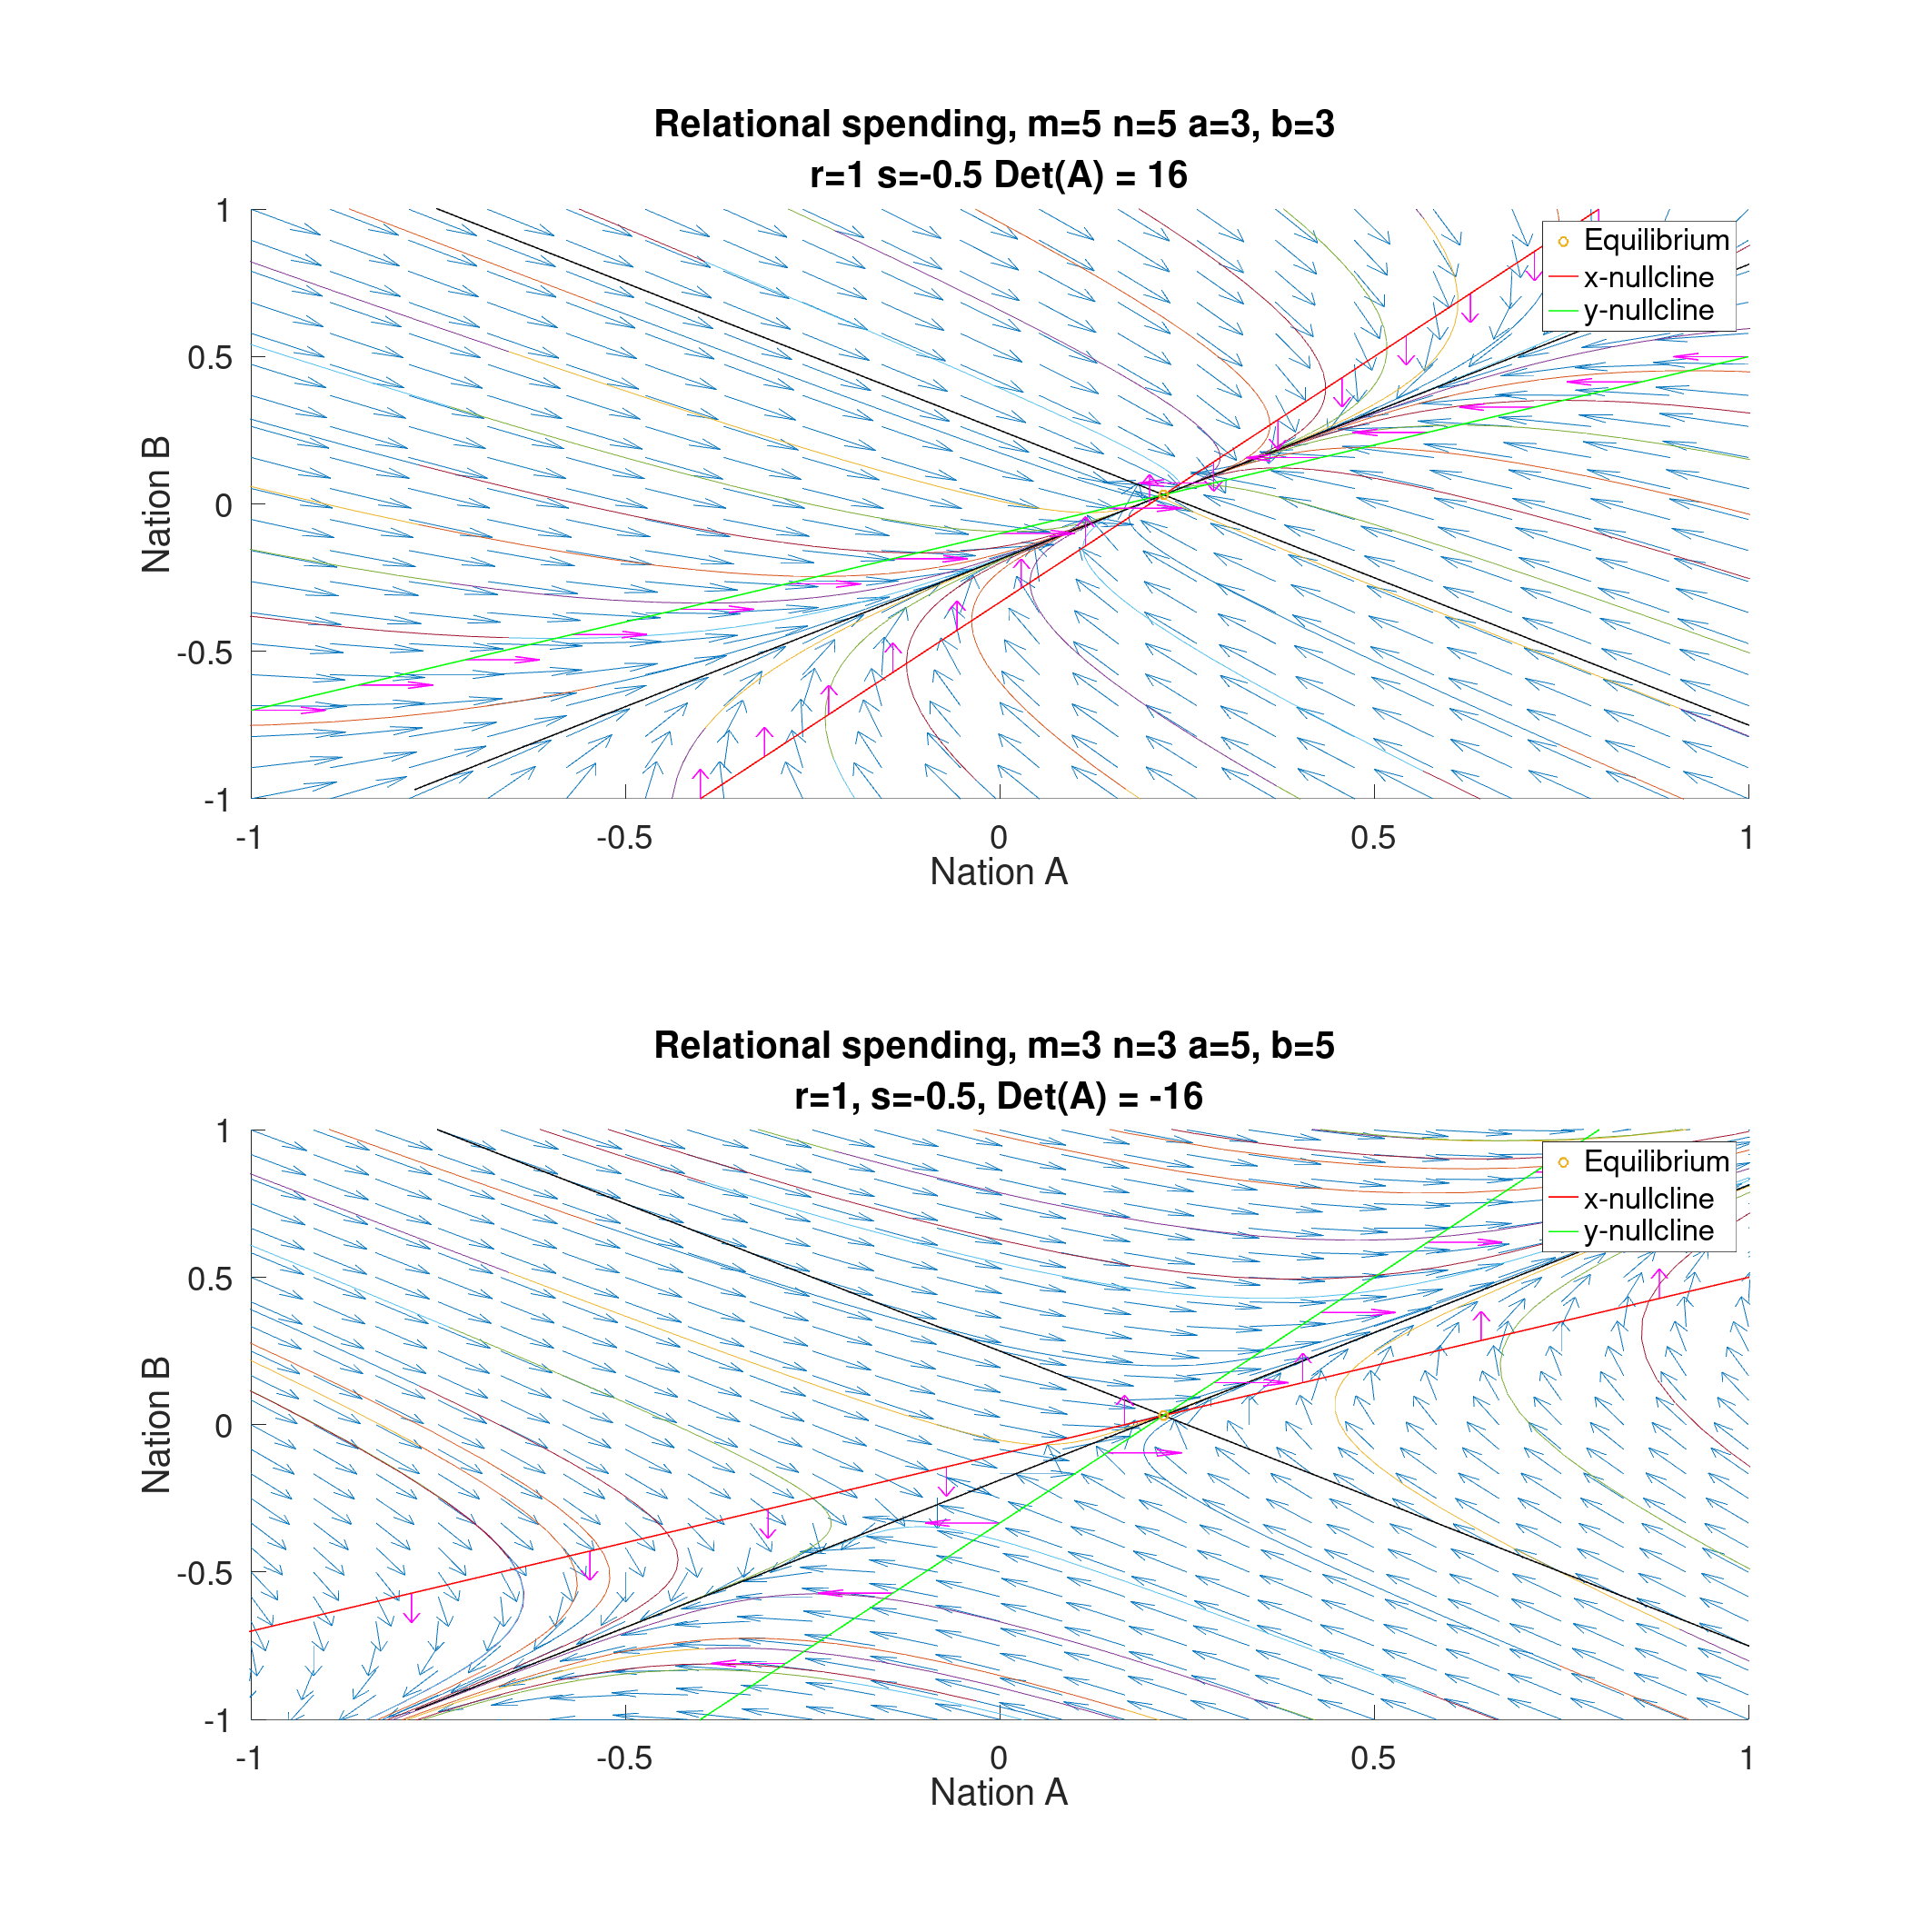 Relational spending, m=5 n=5 a=3, b=3
r=1 s=-0.5 Det(A) = 16
1
0.5
0
-0.5
-1
Nation B
Equilibrium
x-nullcline
y-nullcline
-1 -0.5 0 0.5 1
Nation A
Relational spending, m=3 n=3 a=5, b=5
r=1, s=-0.5, Det(A) = -16
1
0.5
0
-0.5
-1
Nation B
Equilibrium
x-nullcline
y-nullcline
-1 -0.5 0 0.5 1
Nation A